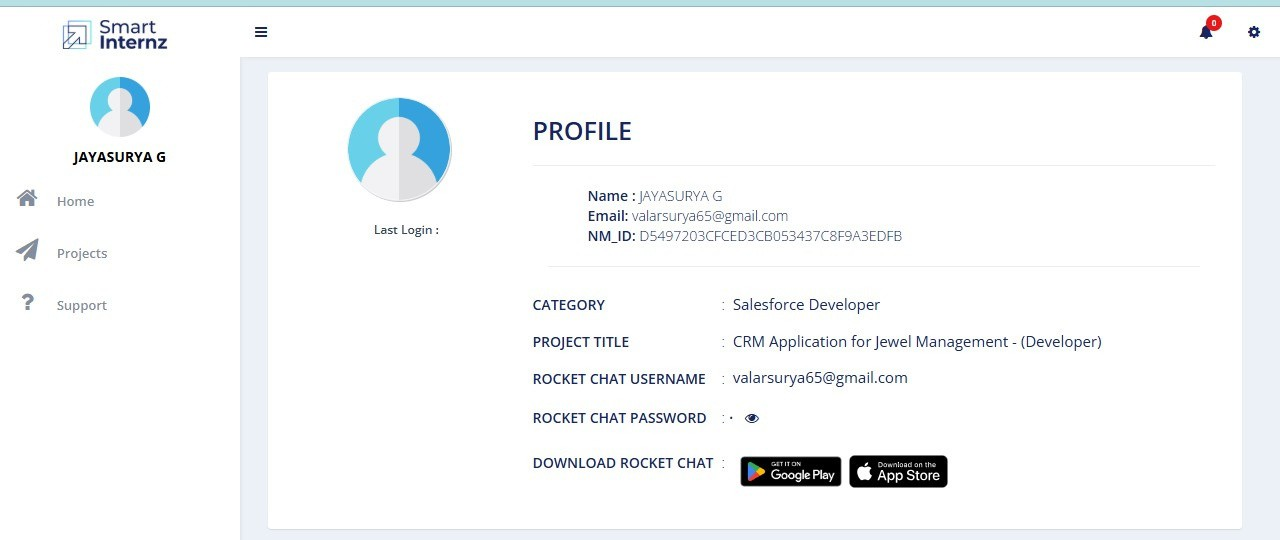 Smart
Internz
0
JAYASURYA G
Home
Projects
Support
PROFILE
Name : JAYASURYA G
Email: valarsurya65@gmail.com
NM_ID: D5497203CFCED3CB053437C8F9A3EDFB
Last Login :
CATEGORY : Salesforce Developer
PROJECT TITLE : CRM Application for Jewel Management - (Developer)
ROCKET CHAT USERNAME : valarsurya65@gmail.com
ROCKET CHAT PASSWORD : ·
DOWNLOAD ROCKET CHAT :
GET IT ON
Google Play
Download on the
App Store